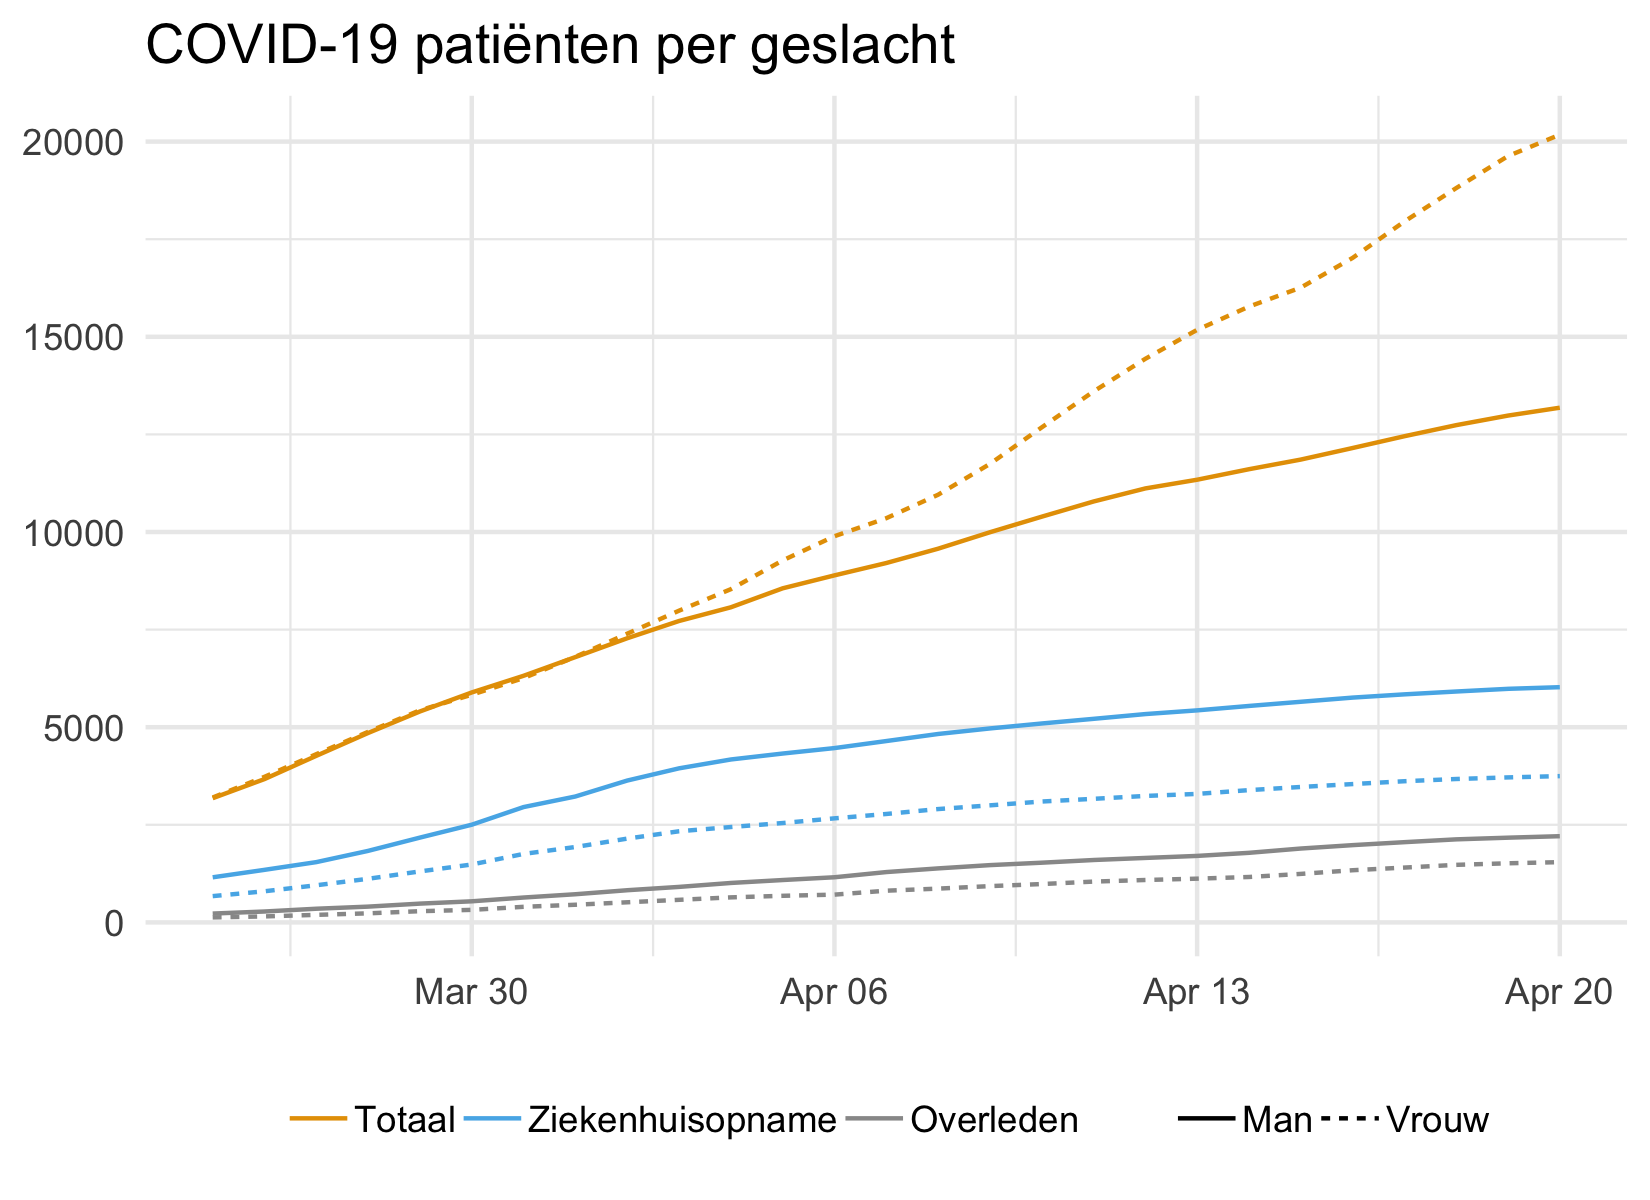 COVID-19 patiënten per geslacht
20000
15000
10000
5000
0
Mar 30 Apr 06 Apr 13 Apr 20
Totaal Ziekenhuisopname Overleden Man Vrouw